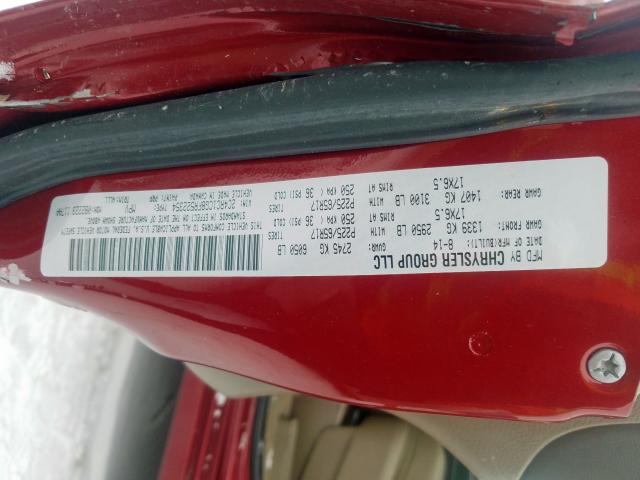 MFD BY CHRYSLER GROUP LLC
DATE OF MFR(BUILT): 8-14 GVWR: 2745 KG 6050 LB
GAWR FRONT: 1339 KG 2950 LB P225/65R17 TIRES
17X6.5 RIMS AT 250 KPA( 36 PSI) COLD
GAWR REAR: 1407 KG 3100 LB P225/65R17 TIRES
17X6.5 RIMS AT 250 KPA( 36 PSI) COLD
THIS VEHICLE CONFORMS TO ALL APPLICABLE U.S.A. FEDERAL MOTOR VEHICLE SAFETY
STANDARDS IN EFFECT ON THE DATE OF MANUFACTURE SHOWN ABOVE.
VIN: TYPE: MPV
VEHICLE MADE IN CANADA PAINT: PRP